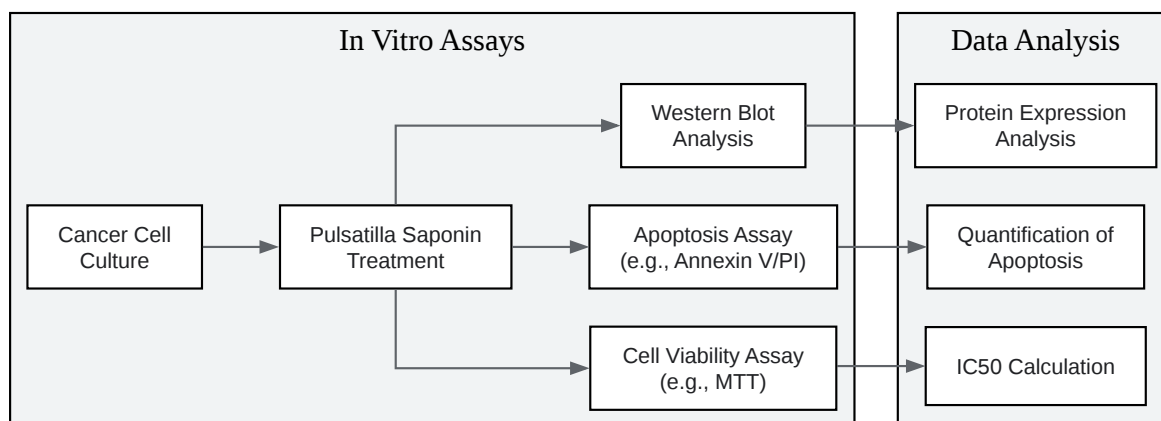 In Vitro Assays
Data Analysis
Western Blot
Analysis
Protein Expression
Analysis
Cancer Cell
Culture
Pulsatilla Saponin
Treatment
Apoptosis Assay
(e.g., Annexin V/PI)
Quantification of
Apoptosis
Cell Viability Assay
(e.g., MTT)
IC50 Calculation